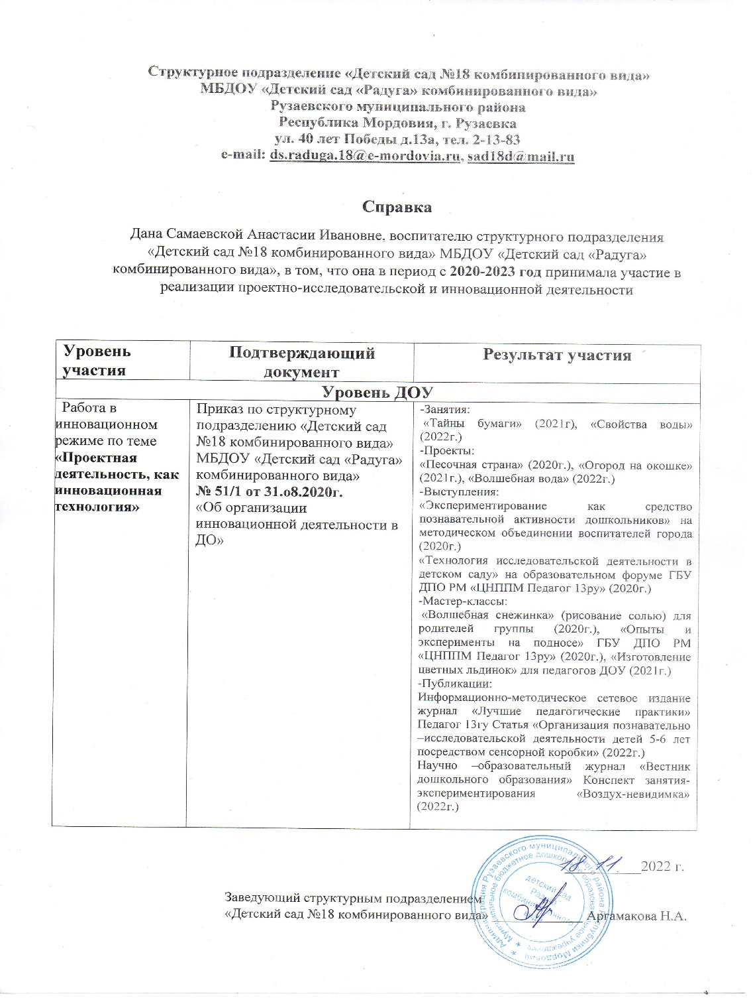 Структурное подразделение «Детский сад №18 комбинированного вида»
МБДОУ «Детский сад «Радуга» комбинированного вида»
Рузаевского муниципального района
Республика Мордовия, г. Рузаевка
ул. 40 лет Победы д.13а, тел. 2-13-83
e-mail: ds.raduga.18@e-mordovia.ru, sad18d@mail.ru
Справка
Дана Самаевской Анастасии Ивановне, воспитателю структурного подразделения
«Детский сад №18 комбинированного вида» МБДОУ «Детский сад «Радуга»
комбинированного вида», в том, что она в период с 2020-2023 год принимала участие в
реализации проектно-исследовательской и инновационной деятельности
Уровень
участия
Подтверждающий
документ
Результат участия
Уровень ДОУ
Работа в
инновационном
режиме по теме
«Проектная
деятельность, как
инновационная
технология»
Приказ по структурному
подразделению «Детский сад
№18 комбинированного вида»
МБДОУ «Детский сад «Радуга»
комбинированного вида»
№ 51/1 от 31.о8.2020г.
«Об организации
инновационной деятельности в
ДО»
-Занятия:
«Тайны бумаги» (2021г), «Свойства воды»
(2022г.)
-Проекты:
«Песочная страна» (2020г.), «Огород на окошке»
(2021г.), «Волшебная вода» (2022г.)
-Выступления:
«Экспериментирование как средство
познавательной активности дошкольников» на
методическом объединении воспитателей города
(2020г.)
«Технология исследовательской деятельности в
детском саду» на образовательном форуме ГБУ
ДПО РМ «ЦНППМ Педагог 13ру» (2020г.)
-Мастер-классы:
«Волшебная снежинка» (рисование солью) для
родителей группы (2020г.), «Опыты и
эксперименты на подносе» ГБУ ДПО РМ
«ЦНППМ Педагог 13ру» (2020г.), «Изготовление
цветных льдинок» для педагогов ДОУ (2021г.)
-Публикации:
Информационно-методическое сетевое издание
журнал «Лучшие педагогические практики»
Педагог 13ry Статья «Организация познавательно
–исследовательской деятельности детей 5-6 лет
посредством сенсорной коробки» (2022г.)
Научно –образовательный журнал «Вестник
дошкольного образования» Конспект занятия-
экспериментирования «Воздух-невидимка»
(2022г.)
18. 11. 2022 г.
Заведующий структурным подразделением
«Детский сад №18 комбинированного вида» ____________ Аргамакова Н.А.
Администрация Рузаевского муниципального района Республики Мордовия
Муниципальное бюджетное дошкольное образовательное учреждение
детский сад
"Радуга"
комбинированного
вида